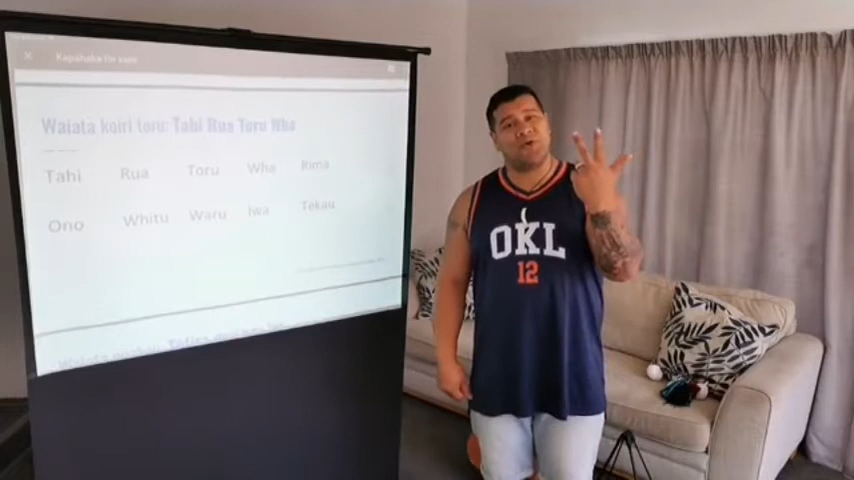 Kapahaka for kids
Waiata koiri toru: Tahi Rua Toru Wha
Tahi Rua Toru Wha Rima
Ono Whitu Waru Iwa Tekau
OKL
12